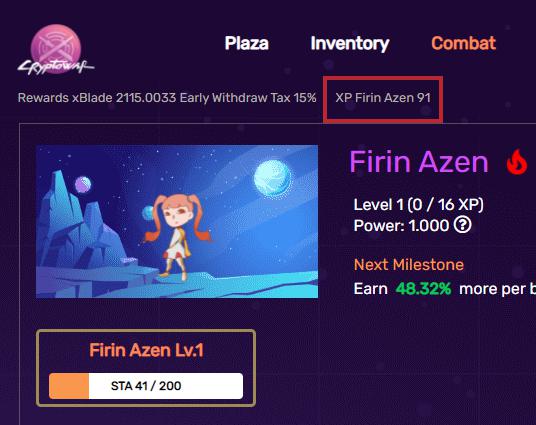 Plaza Inventory Combat
CryptoWar
Rewards xBlade 2115.0033 Early Withdraw Tax 15% XP Firin Azen 91
Firin Azen
Level 1 (0 / 16 XP)
Power: 1.000 ?
Next Milestone
Earn 48.32% more per b
Firin Azen Lv.1
STA 41 / 200